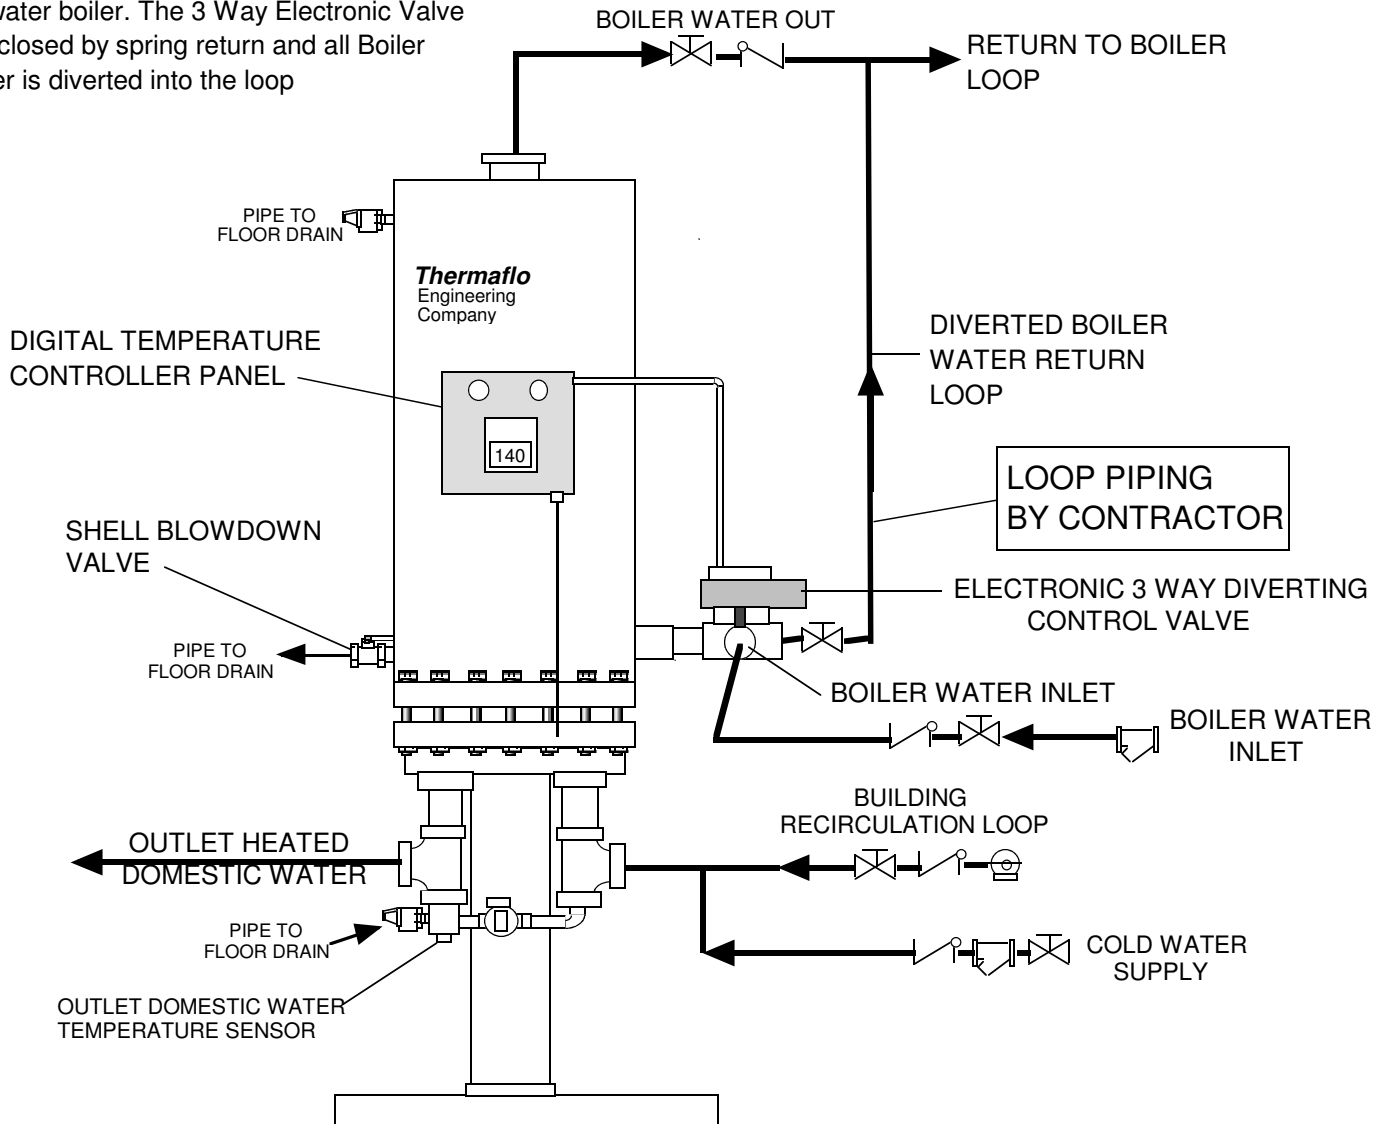 water boiler. The 3 Way Electronic Valve
closed by spring return and all Boiler
er is diverted into the loop
BOILER WATER OUT
RETURN TO BOILER
LOOP
PIPE TO
FLOOR DRAIN
Thermaflo
Engineering
Company
DIGITAL TEMPERATURE
CONTROLLER PANEL
DIVERTED BOILER
WATER RETURN
LOOP
140
LOOP PIPING
BY CONTRACTOR
SHELL BLOWDOWN
VALVE
ELECTRONIC 3 WAY DIVERTING
CONTROL VALVE
PIPE TO
FLOOR DRAIN
BOILER WATER INLET
BOILER WATER
INLET
BUILDING
RECIRCULATION LOOP
OUTLET HEATED
DOMESTIC WATER
PIPE TO
FLOOR DRAIN
COLD WATER
SUPPLY
OUTLET DOMESTIC WATER
TEMPERATURE SENSOR